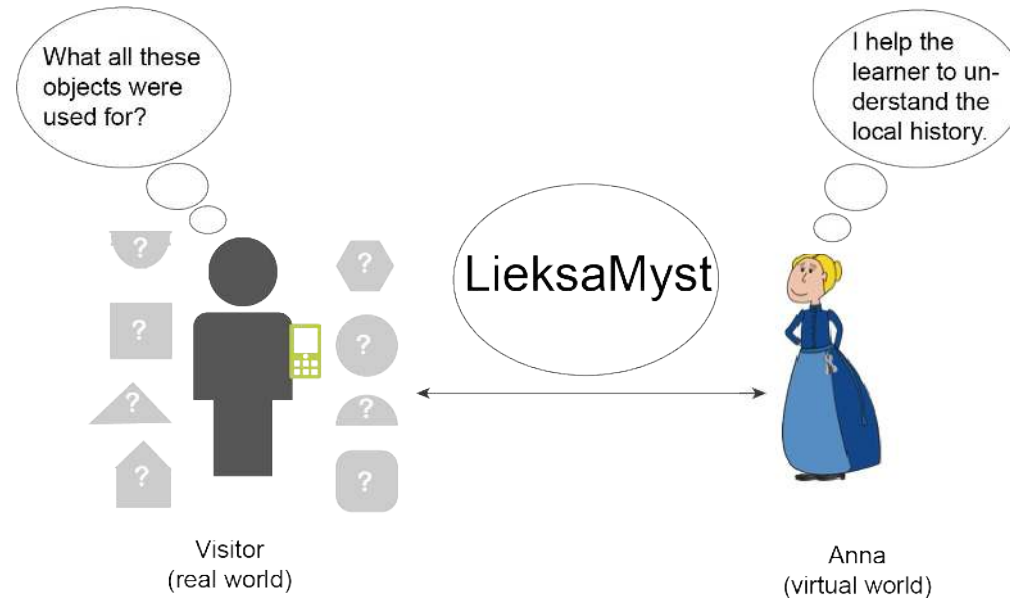 What all these
objects were
used for?
I help the
learner to un-
derstand the
local history.
?
?
?
?
?
?
?
?
LieksaMyst
Visitor
(real world)
Anna
(virtual world)